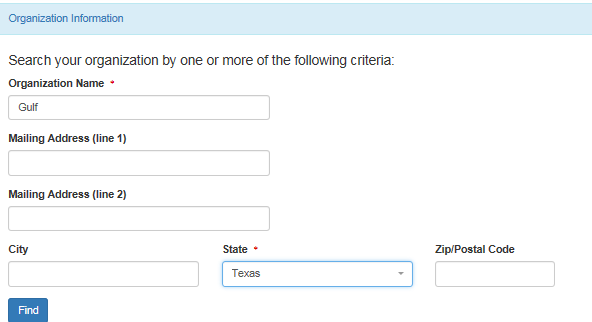 Organization Information
Search your organization by one or more of the following criteria:
Organization Name *
Gulf
Mailing Address (line 1)
Mailing Address (line 2)
City State * Zip/Postal Code
Texas
Find